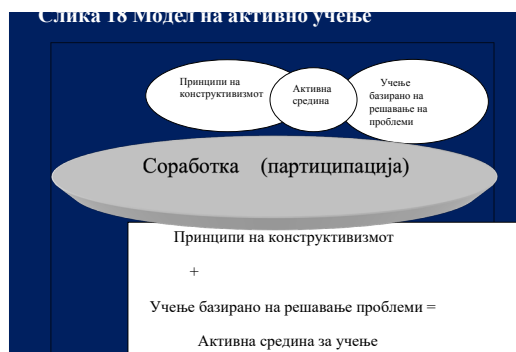 Слика 18 Модел на активно учење
Принципи на
конструктивизмот
Активна
средина
Учење
базирано на
решавање на
проблеми
Соработка (партиципација)
Принципи на конструктивизмот
+
Учење базирано на решавање проблеми =
Активна средина за учење